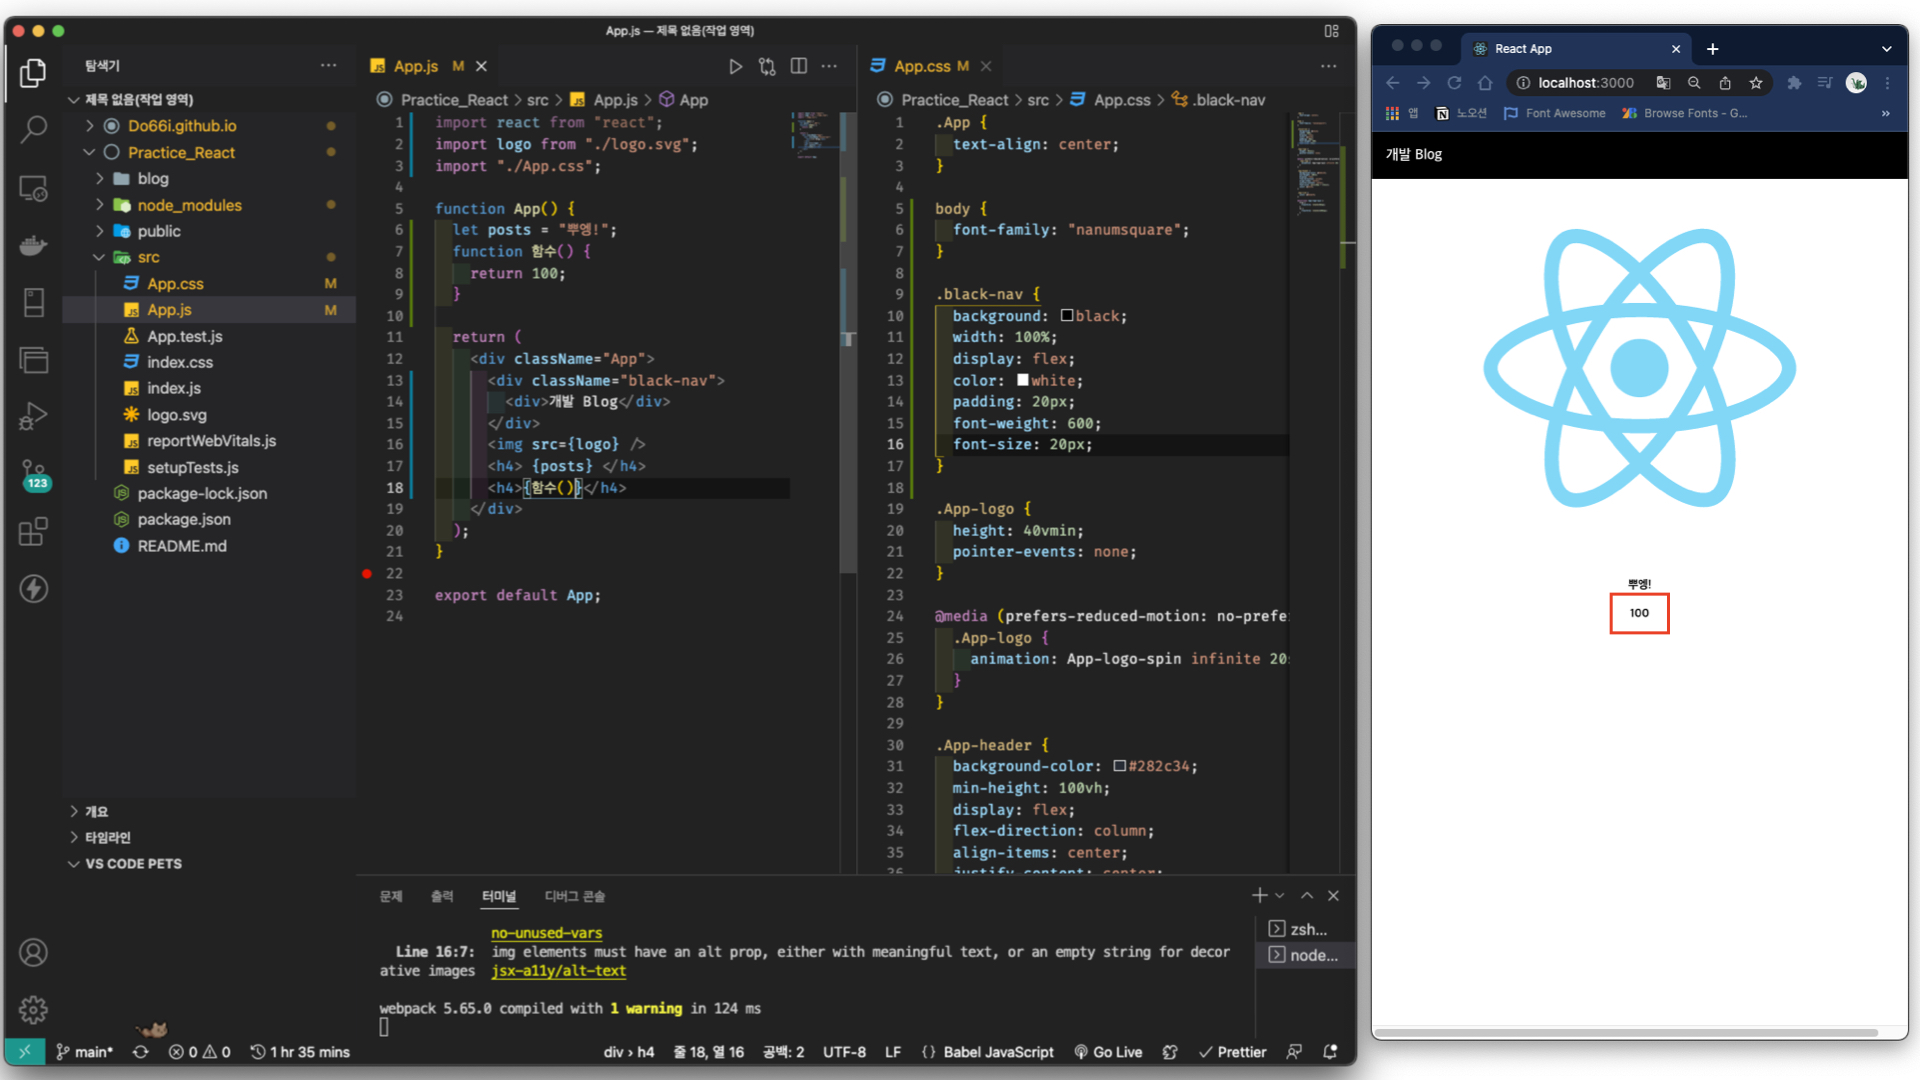 App.js — 제목 없음(작업 영역)
탐색기
제목 없음(작업 영역)
Do66i.github.io
Practice_React
blog
node_modules
public
src
App.css M
App.js M
App.test.js
index.css
index.js
logo.svg
reportWebVitals.js
setupTests.js
package-lock.json
package.json
README.md
개요
타임라인
VS CODE PETS
123
App.js M
Practice_React > src > App.js > App
1 import react from "react";
2 import logo from "./logo.svg";
3 import "./App.css";
4
5 function App() {
6 let posts = "뿌엥!";
7 function 함수() {
8 return 100;
9 }
10
11 return (
12 <div className="App">
13 <div className="black-nav">
14 <div>개발 Blog</div>
15 </div>
16 <img src={logo} />
17 <h4> {posts} </h4>
18 <h4>{함수()}</h4>
19 </div>
20 );
21 }
22
23 export default App;
24
App.css M
Practice_React > src > App.css > .black-nav
1 .App {
2 text-align: center;
3 }
4
5 body {
6 font-family: "nanumsquare";
7 }
8
9 .black-nav {
10 background: black;
11 width: 100%;
12 display: flex;
13 color: white;
14 padding: 20px;
15 font-weight: 600;
16 font-size: 20px;
17 }
18
19 .App-logo {
20 height: 40vmin;
21 pointer-events: none;
22 }
23
24 @media (prefers-reduced-motion: no-prefe
25 .App-logo {
26 animation: App-logo-spin infinite 20
27 }
28 }
29
30 .App-header {
31 background-color: #282c34;
32 min-height: 100vh;
33 display: flex;
34 flex-direction: column;
35 align-items: center;
36 justify-content: center;
문제 출력 터미널 디버그 콘솔
no-unused-vars
Line 16:7: img elements must have an alt prop, either with meaningful text, or an empty string for decor
ative images jsx-a11y/alt-text
webpack 5.65.0 compiled with 1 warning in 124 ms
zsh...
node...
main* 0 0 1 hr 35 mins div > h4 줄 18, 열 16 공백: 2 UTF-8 LF {} Babel JavaScript Go Live Prettier
React App
localhost:3000
앱 노오션 Font Awesome Browse Fonts - G... »
개발 Blog
뿌엥!
100